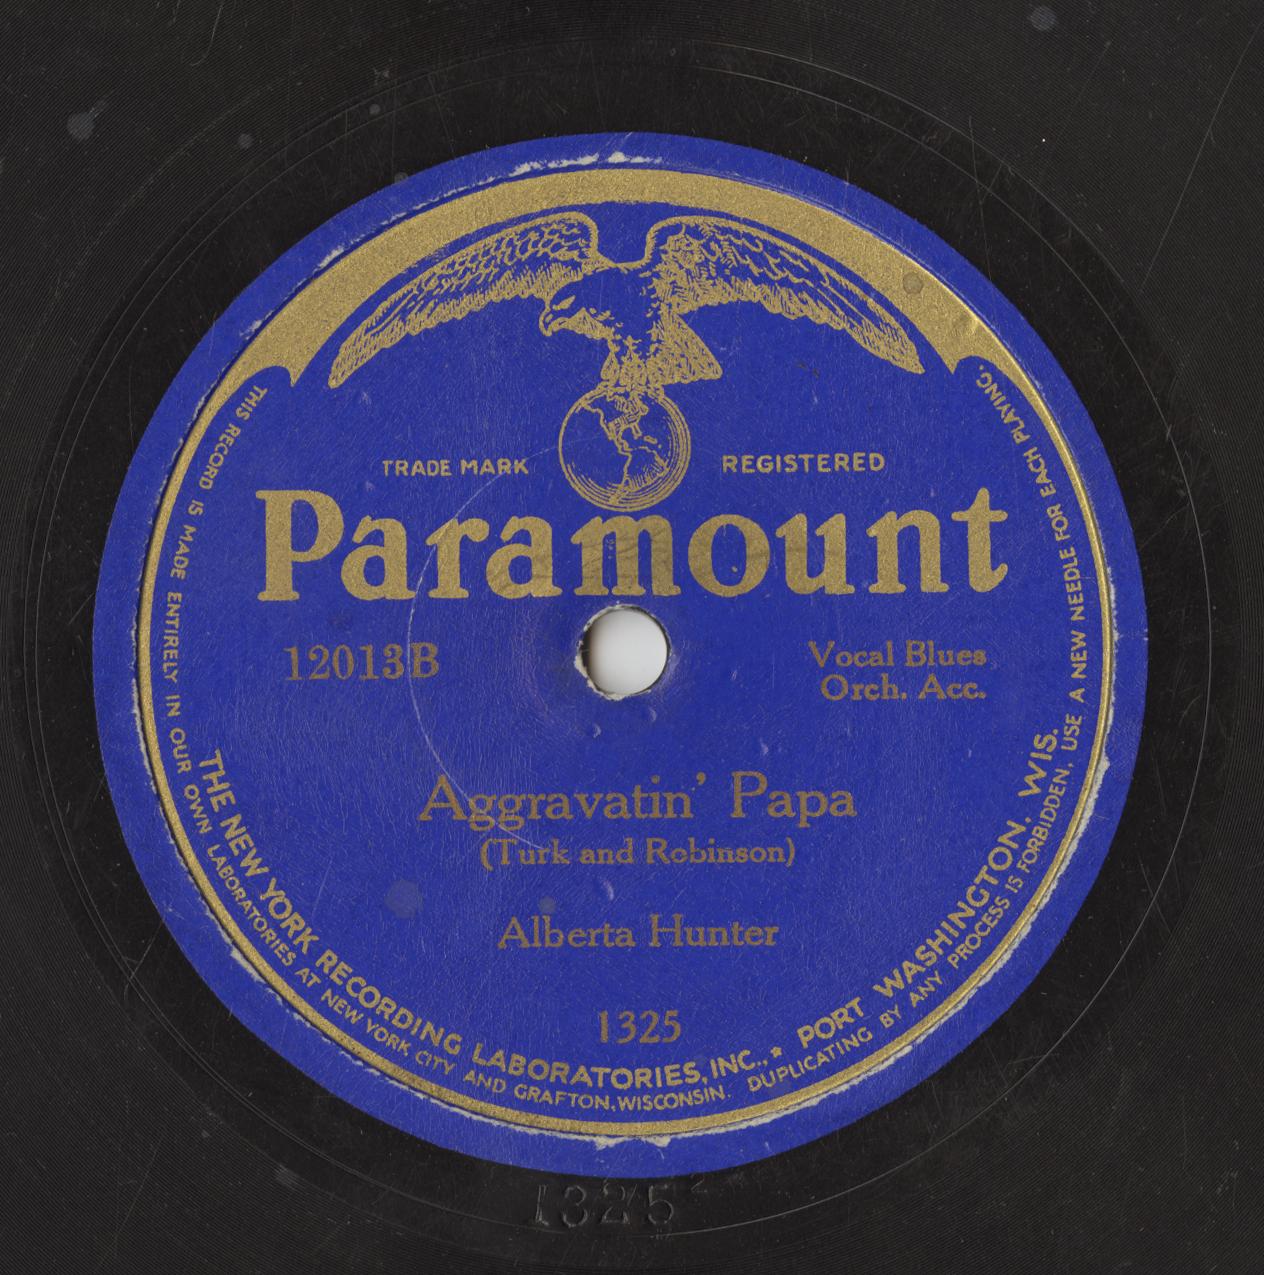 TRADE MARK REGISTERED
Paramount
12013B
Vocal Blues
Orch. Acc.
Aggravatin' Papa
(Turk and Robinson)
Alberta Hunter
1325
THE NEW YORK RECORDING LABORATORIES, INC., * PORT WASHINGTON, WIS.
THIS RECORD IS MADE ENTIRELY IN OUR OWN LABORATORIES AT NEW YORK CITY AND GRAFTON, WISCONSIN. DUPLICATING BY ANY PROCESS IS FORBIDDEN. USE A NEW NEEDLE FOR EACH PLAYING.
1325 2